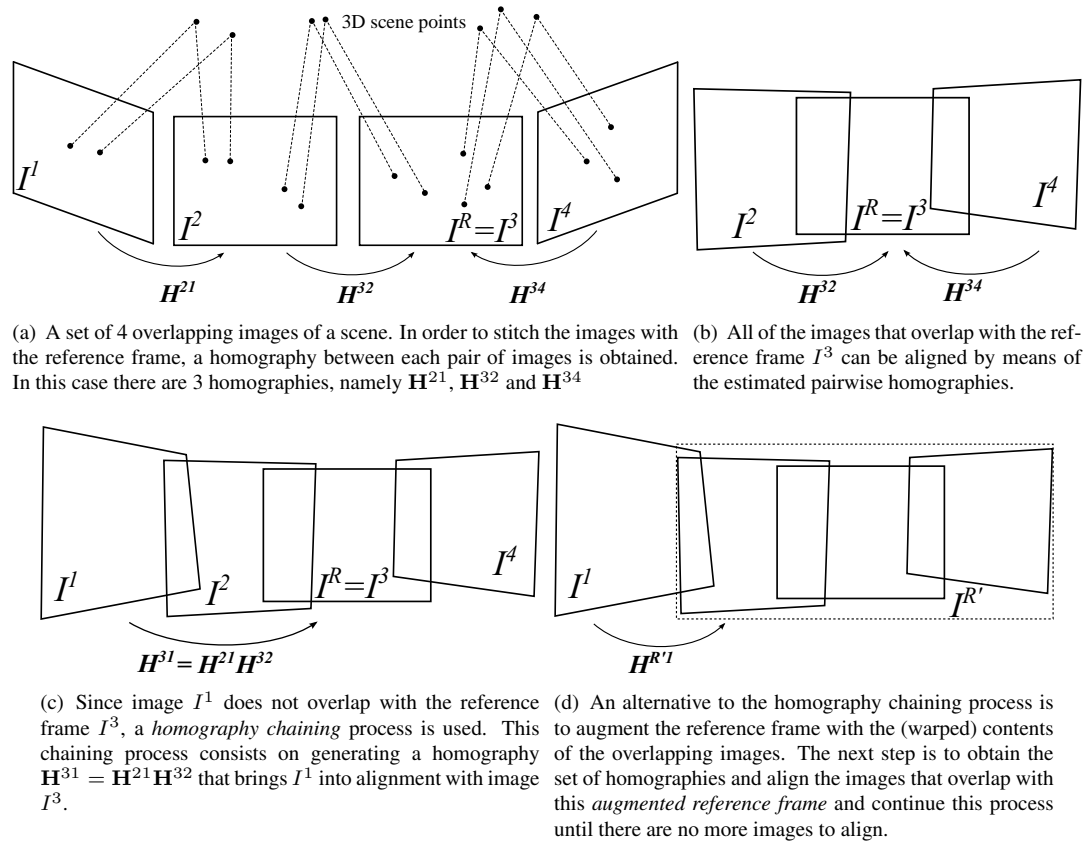 3D scene points
I¹
I²
Iᴿ=I³
I⁴
H²¹
H³²
H³⁴
(a) A set of 4 overlapping images of a scene. In order to stitch the images with
the reference frame, a homography between each pair of images is obtained.
In this case there are 3 homographies, namely H²¹, H³² and H³⁴
I²
Iᴿ=I³
I⁴
H³²
H³⁴
(b) All of the images that overlap with the ref-
erence frame I³ can be aligned by means of
the estimated pairwise homographies.
I¹
I²
Iᴿ=I³
I⁴
H³¹= H²¹H³²
(c) Since image I¹ does not overlap with the reference
frame I³, a homography chaining process is used. This
chaining process consists on generating a homography
H³¹ = H²¹H³² that brings I¹ into alignment with image
I³.
I¹
Iᴿ'
Hᴿ'¹
(d) An alternative to the homography chaining process is
to augment the reference frame with the (warped) contents
of the overlapping images. The next step is to obtain the
set of homographies and align the images that overlap with
this augmented reference frame and continue this process
until there are no more images to align.